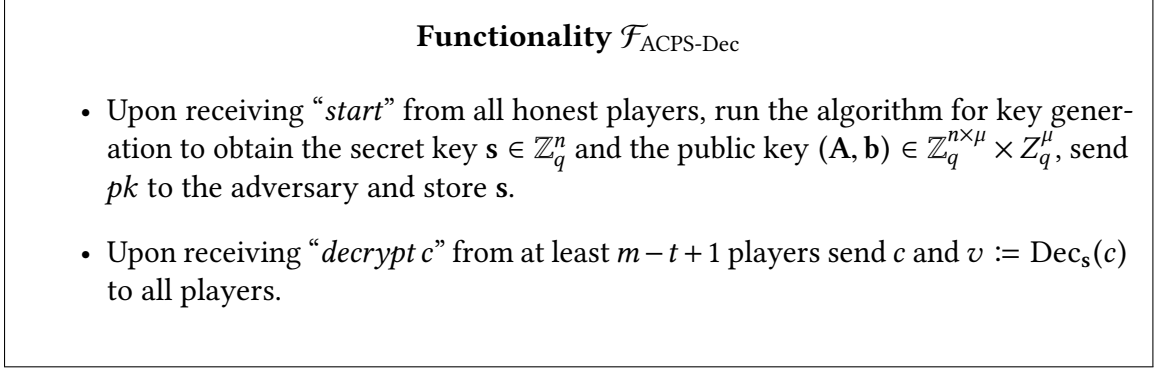 Functionality ℱ_ACPS-Dec
• Upon receiving “start” from all honest players, run the algorithm for key gener-
ation to obtain the secret key s ∈ ℤ_q^n and the public key (A, b) ∈ ℤ_q^{n×μ} × Z_q^μ, send
pk to the adversary and store s.
• Upon receiving “decrypt c” from at least m − t + 1 players send c and v := Dec_s(c)
to all players.